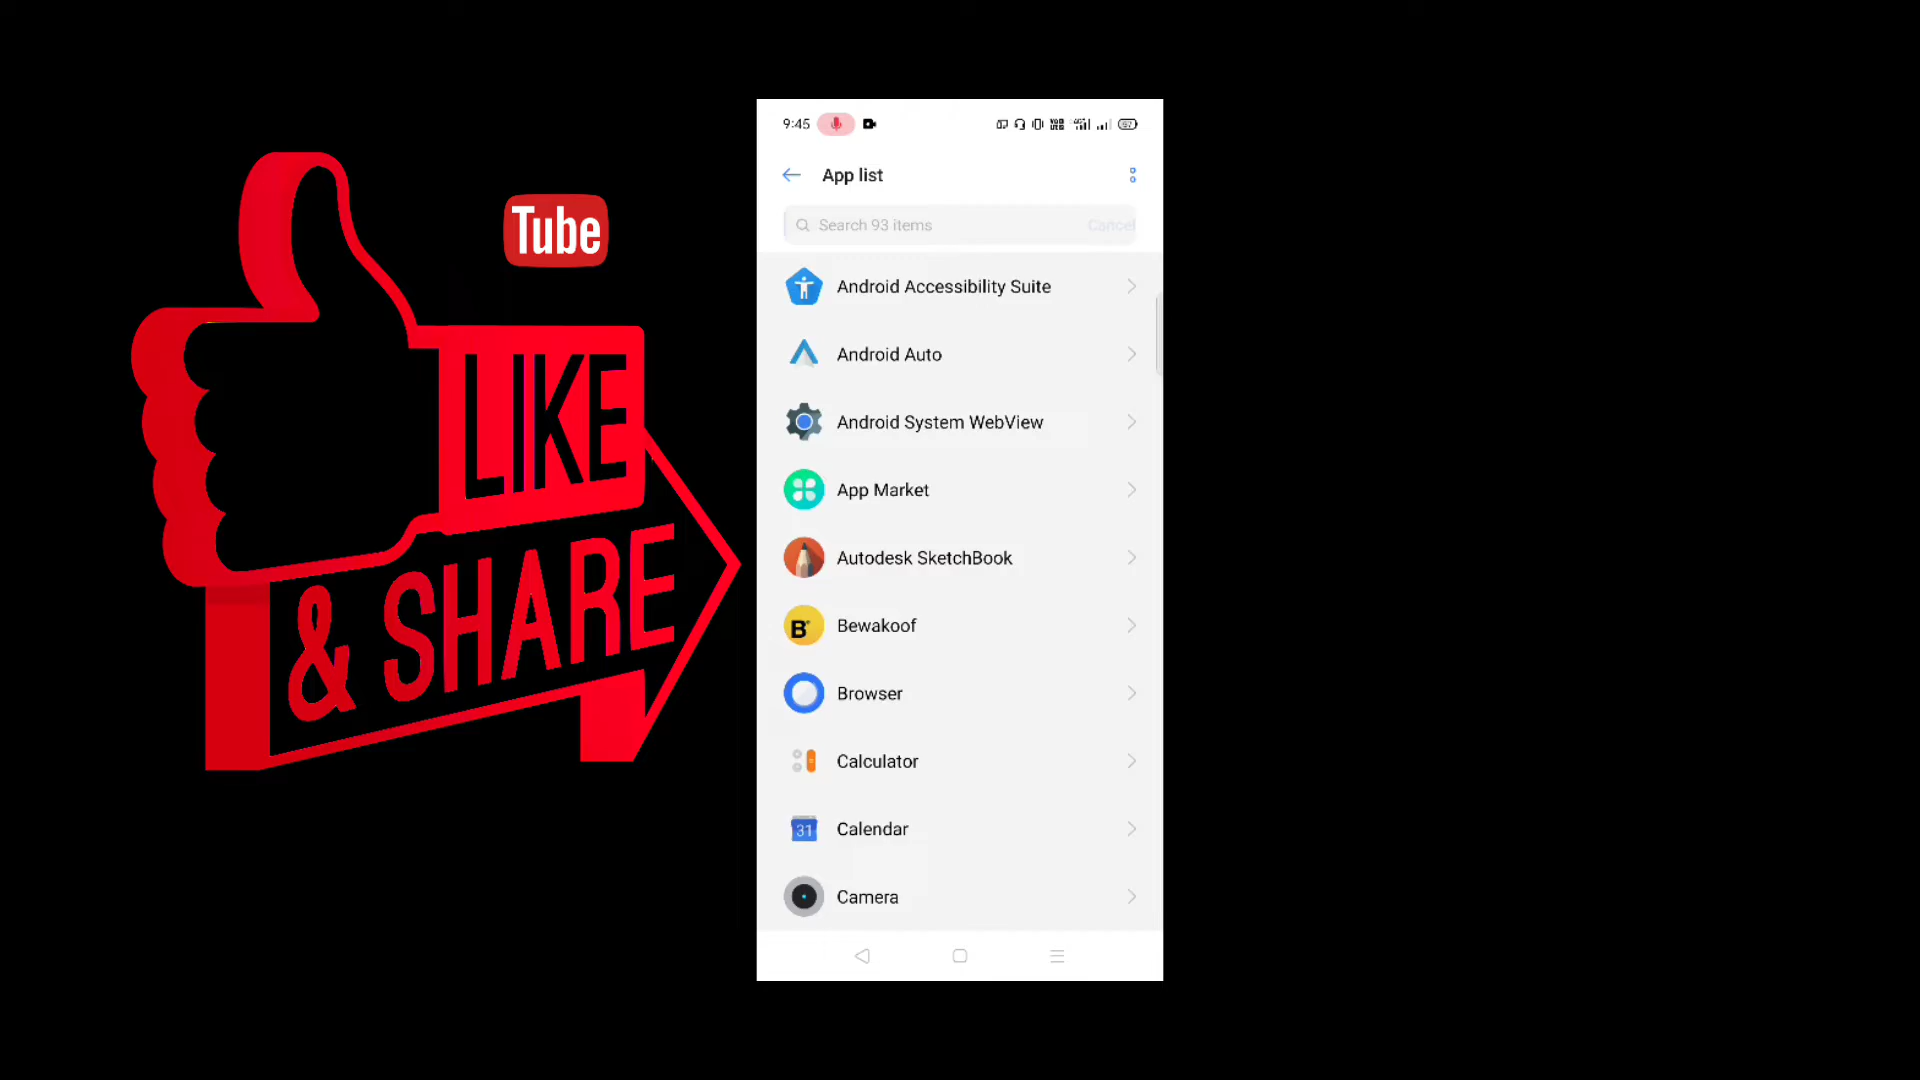 Tube
LIKE
& SHARE
9:45
App list
Search 93 items
Cancel
Android Accessibility Suite
Android Auto
Android System WebView
App Market
Autodesk SketchBook
B
Bewakoof
Browser
Calculator
31
Calendar
Camera